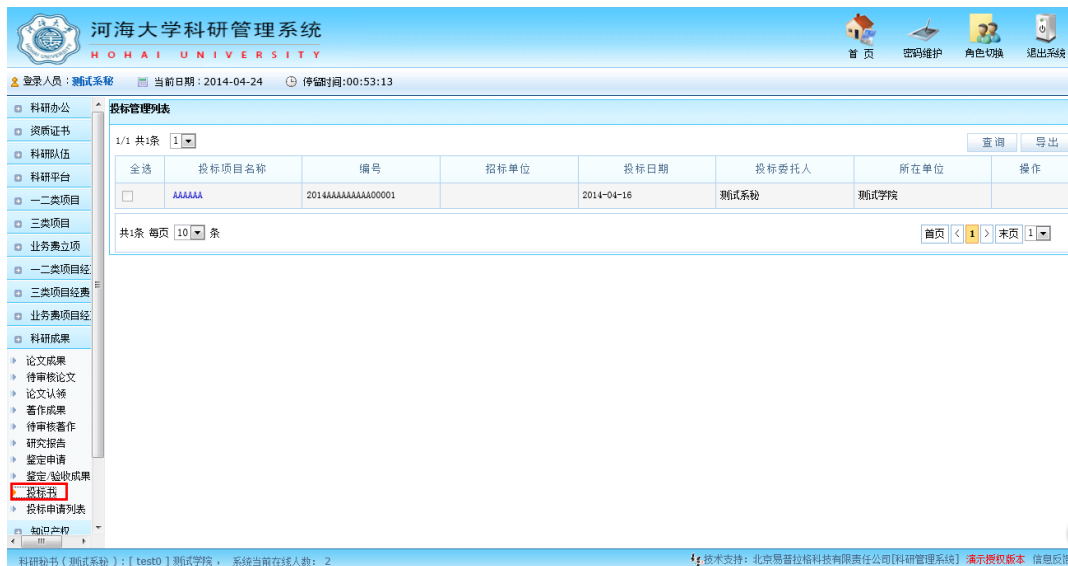 河海大学科研管理系统
HOHAI UNIVERSITY
首 页 密码维护 角色切换 退出系统
登录人员：测试系秘 当前日期：2014-04-24 停留时间:00:53:13
科研办公
资质证书
科研队伍
科研平台
一二类项目
三类项目
业务费立项
一二类项目经
三类项目经费
业务费项目经
科研成果
论文成果
待审核论文
论文认领
著作成果
待审核著作
研究报告
鉴定申请
鉴定/验收成果
投标书
投标申请列表
知识产权
投标管理列表
1/1 共1条 1
查询 导出
全选 投标项目名称 编号 招标单位 投标日期 投标委托人 所在单位 操作
AAAAAA 2014AAAAAAAAAA00001 2014-04-16 测试系秘 测试学院
共1条 每页 10 条 首页 < 1 > 末页 1
科研秘书(测试系秘):[ test0 ]测试学院， 系统当前在线人数: 2 技术支持: 北京易普拉格科技有限责任公司[科研管理系统] 演示授权版本 信息反馈